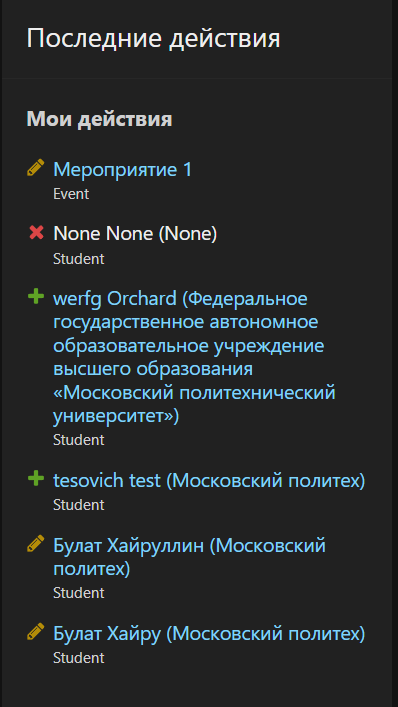 Последние действия
Мои действия
Мероприятие 1
Event
None None (None)
Student
werfg Orchard (Федеральное
государственное автономное
образовательное учреждение
высшего образования
«Московский политехнический
университет»)
Student
tesovich test (Московский политех)
Student
Булат Хайруллин (Московский
политех)
Student
Булат Хайру (Московский политех)
Student